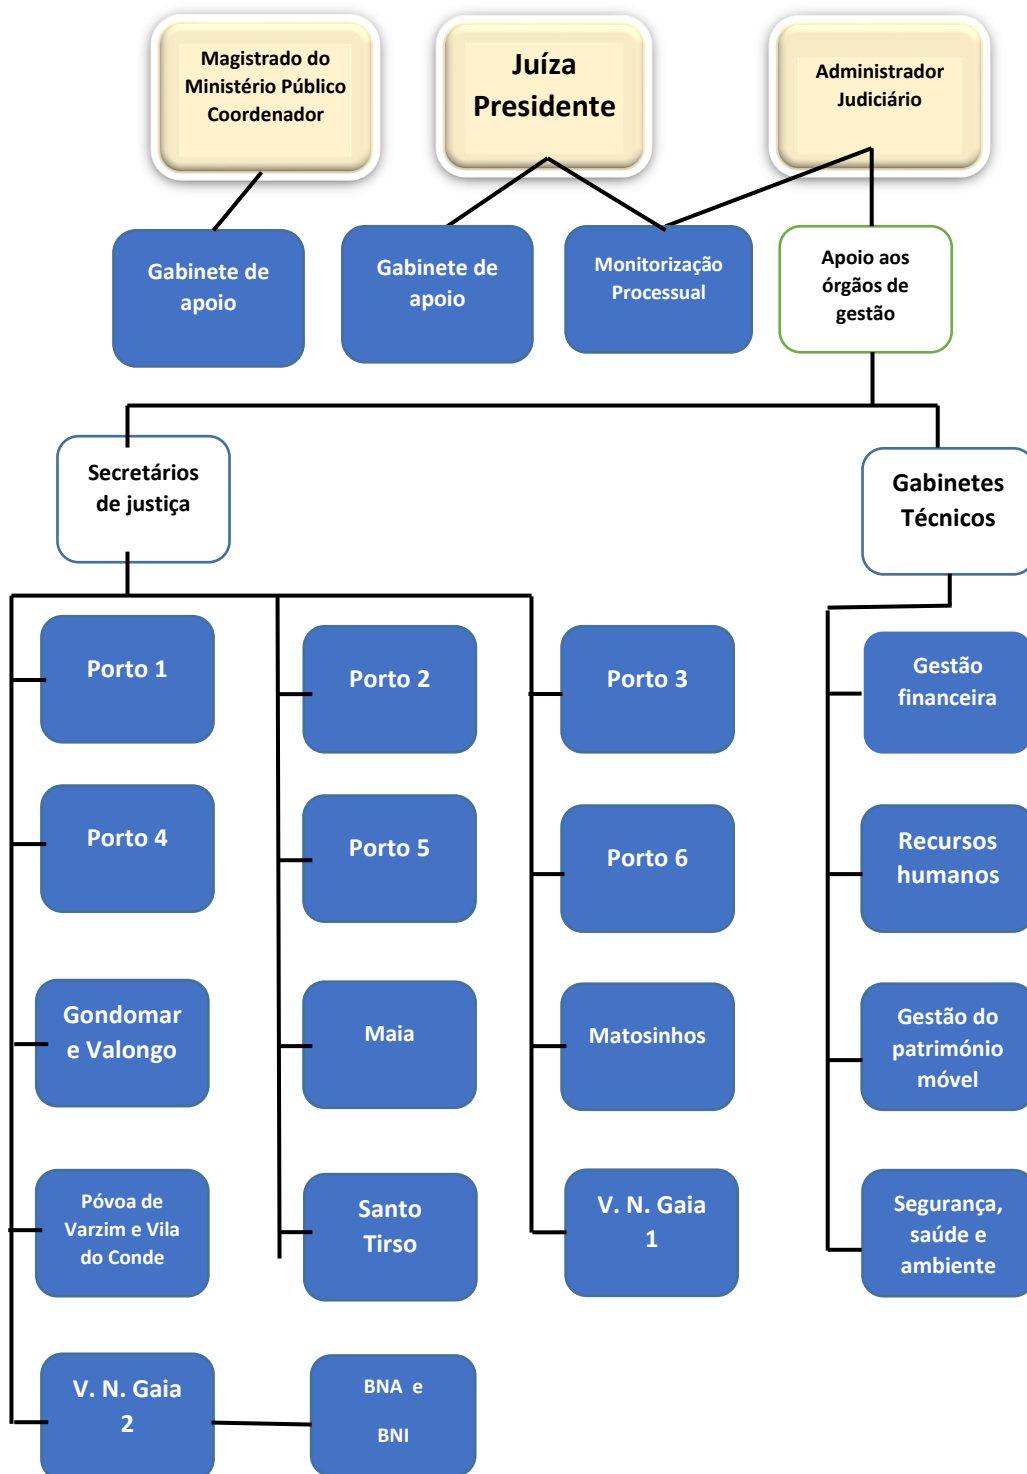 Magistrado do
Ministério Público
Coordenador
Juíza
Presidente
Administrador
Judiciário
Gabinete de
apoio
Gabinete de
apoio
Monitorização
Processual
Apoio aos
órgãos de
gestão
Secretários
de justiça
Gabinetes
Técnicos
Porto 1
Porto 2
Porto 3
Gestão
financeira
Porto 4
Porto 5
Porto 6
Recursos
humanos
Gondomar
e Valongo
Maia
Matosinhos
Gestão do
património
móvel
Póvoa de
Varzim e Vila
do Conde
Santo
Tirso
V. N. Gaia
1
Segurança,
saúde e
ambiente
V. N. Gaia
2
BNA e
BNI